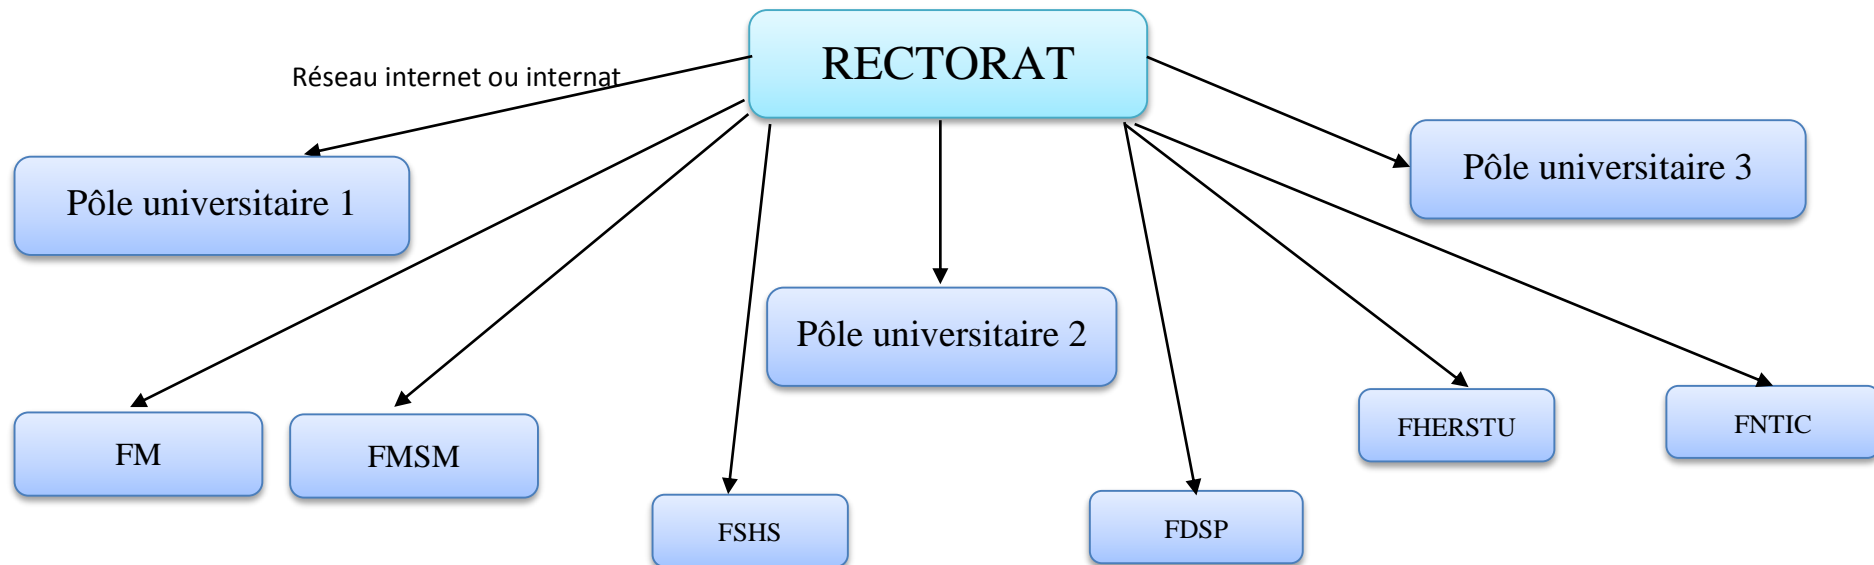 RECTORAT
Réseau internet ou internat
Pôle universitaire 1
Pôle universitaire 3
Pôle universitaire 2
FM
FMSM
FHERSTU
FNTIC
FSHS
FDSP